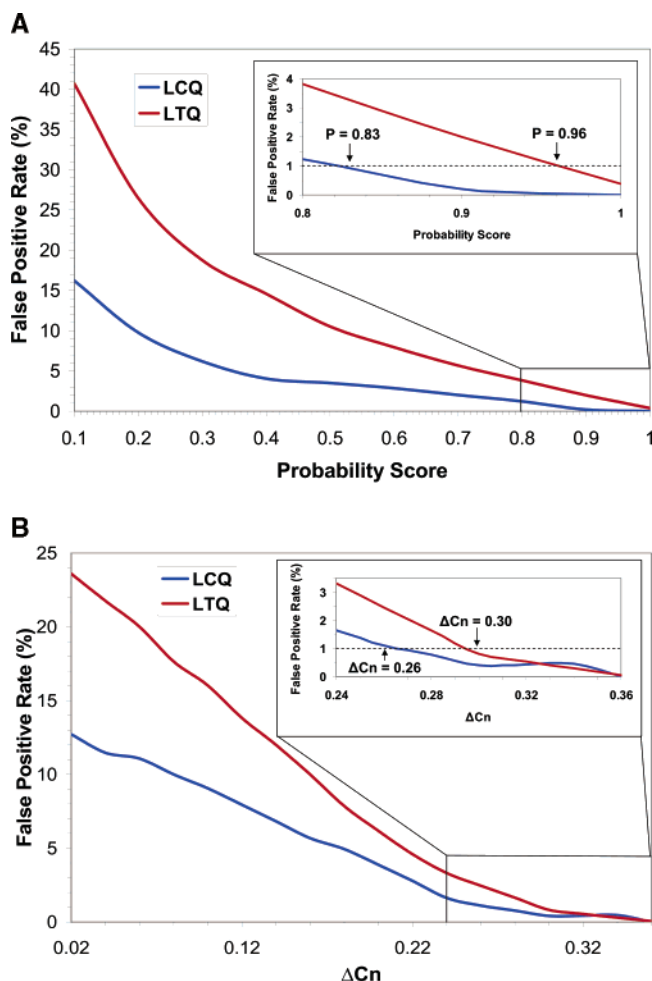 A
False Positive Rate (%)
45
40
35
30
25
20
15
10
5
0
LCQ
LTQ
False Positive Rate (%)
4
3
2
1
0
P = 0.83
P = 0.96
0.8 0.9 1
Probability Score
0.1 0.2 0.3 0.4 0.5 0.6 0.7 0.8 0.9 1
Probability Score
B
False Positive Rate (%)
25
20
15
10
5
0
LCQ
LTQ
False Positive Rate (%)
3
2
1
0
ΔCn = 0.30
ΔCn = 0.26
0.24 0.28 0.32 0.36
ΔCn
0.02 0.12 0.22 0.32
ΔCn